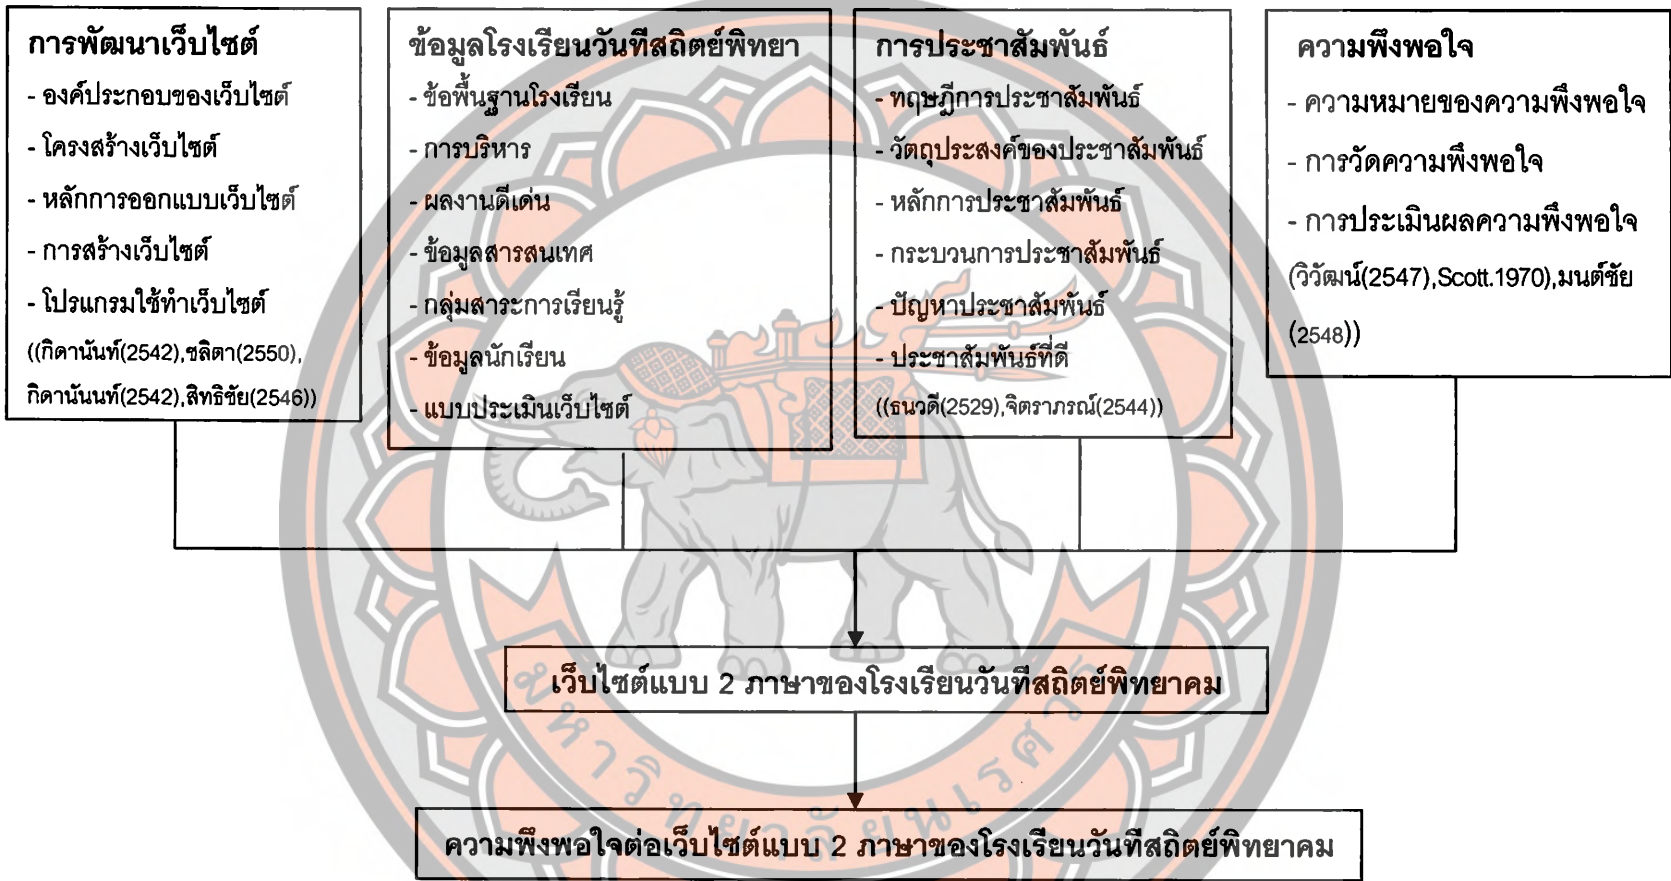 การพัฒนาเว็บไซต์
- องค์ประกอบของเว็บไซต์
- โครงสร้างเว็บไซต์
- หลักการออกแบบเว็บไซต์
- การสร้างเว็บไซต์
- โปรแกรมใช้ทำเว็บไซต์
((กิดานันท์(2542),ชลิตา(2550),
กิดานันนท์(2542),สิทธิชัย(2546))
ข้อมูลโรงเรียนวันทีสถิตย์พิทยา
- ข้อพื้นฐานโรงเรียน
- การบริหาร
- ผลงานดีเด่น
- ข้อมูลสารสนเทศ
- กลุ่มสาระการเรียนรู้
- ข้อมูลนักเรียน
- แบบประเมินเว็บไซต์
การประชาสัมพันธ์
- ทฤษฎีการประชาสัมพันธ์
- วัตถุประสงค์ของประชาสัมพันธ์
- หลักการประชาสัมพันธ์
- กระบวนการประชาสัมพันธ์
- ปัญหาประชาสัมพันธ์
- ประชาสัมพันธ์ที่ดี
((ธนวดี(2529),จิตราภรณ์(2544))
ความพึงพอใจ
- ความหมายของความพึงพอใจ
- การวัดความพึงพอใจ
- การประเมินผลความพึงพอใจ
(วิวัฒน์(2547),Scott.1970),มนต์ชัย
(2548))
เว็บไซต์แบบ 2 ภาษาของโรงเรียนวันทีสถิตย์พิทยาคม
ความพึงพอใจต่อเว็บไซต์แบบ 2 ภาษาของโรงเรียนวันทีสถิตย์พิทยาคม
มหาวิทยาลัยนเรศวร